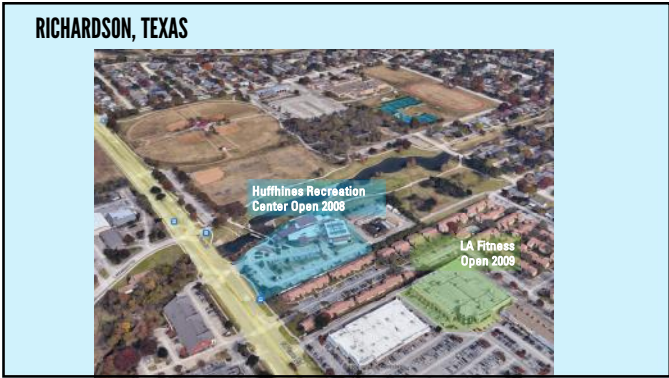 RICHARDSON, TEXAS
Huffhines Recreation
Center Open 2008
LA Fitness
Open 2009